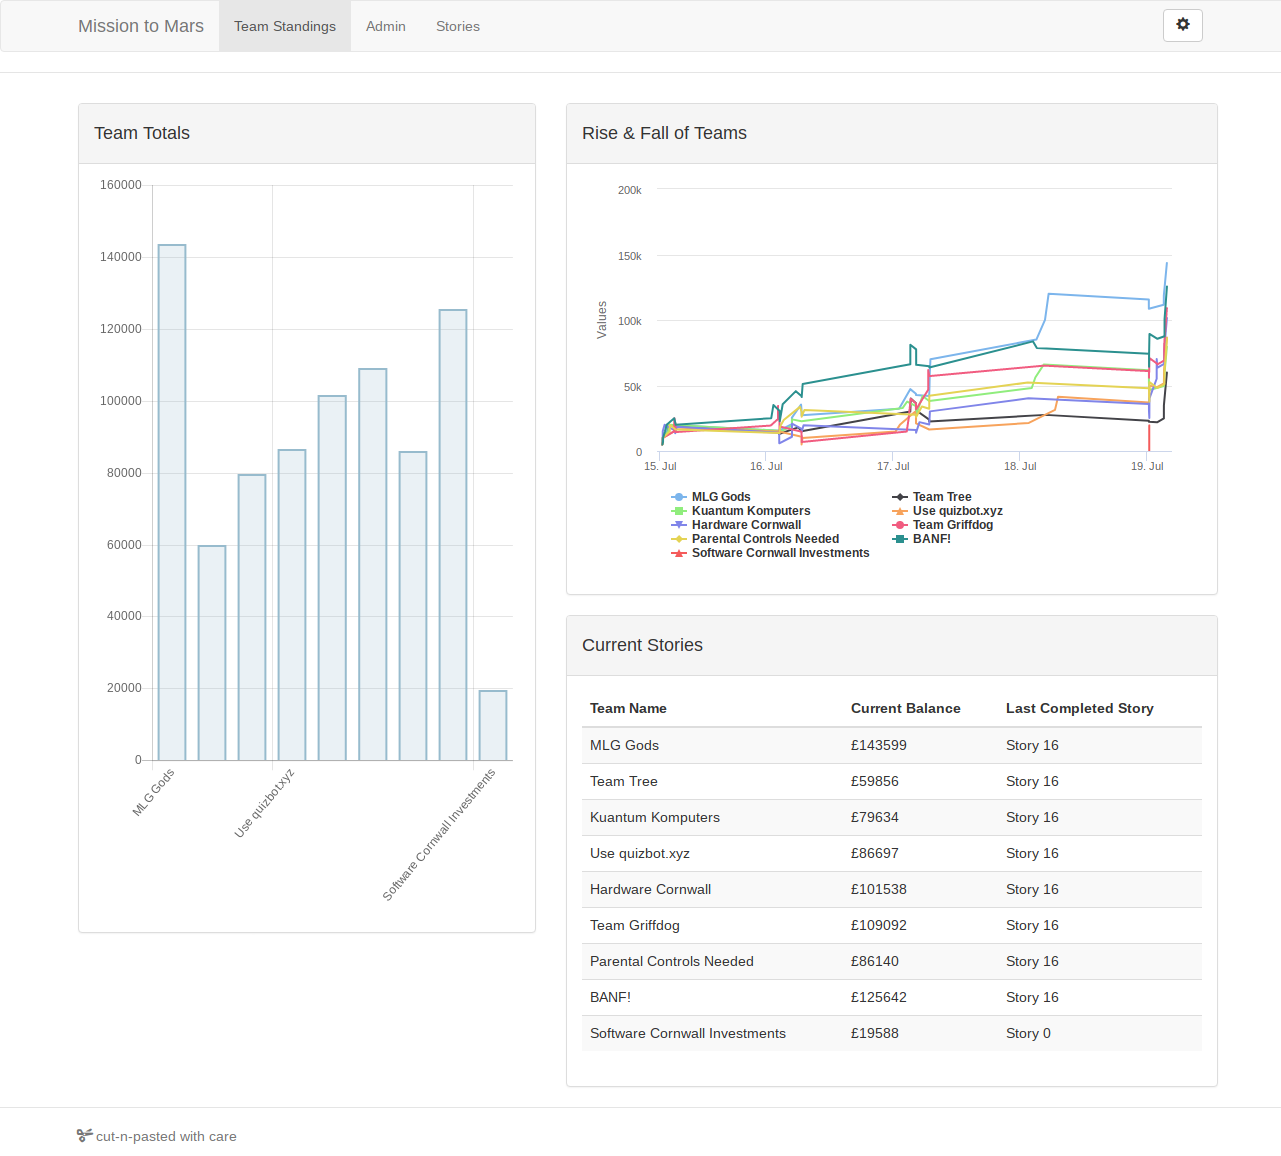 Mission to Mars Team Standings Admin Stories
Team Totals
160000
140000
120000
100000
80000
60000
40000
20000
0
MLG Gods
Use quizbot.xyz
Software Cornwall Investments
Rise & Fall of Teams
Values
200k
150k
100k
50k
0
15. Jul 16. Jul 17. Jul 18. Jul 19. Jul
MLG Gods Team Tree
Kuantum Komputers Use quizbot.xyz
Hardware Cornwall Team Griffdog
Parental Controls Needed BANF!
Software Cornwall Investments
Current Stories
Team Name Current Balance Last Completed Story
MLG Gods £143599 Story 16
Team Tree £59856 Story 16
Kuantum Komputers £79634 Story 16
Use quizbot.xyz £86697 Story 16
Hardware Cornwall £101538 Story 16
Team Griffdog £109092 Story 16
Parental Controls Needed £86140 Story 16
BANF! £125642 Story 16
Software Cornwall Investments £19588 Story 0
cut-n-pasted with care